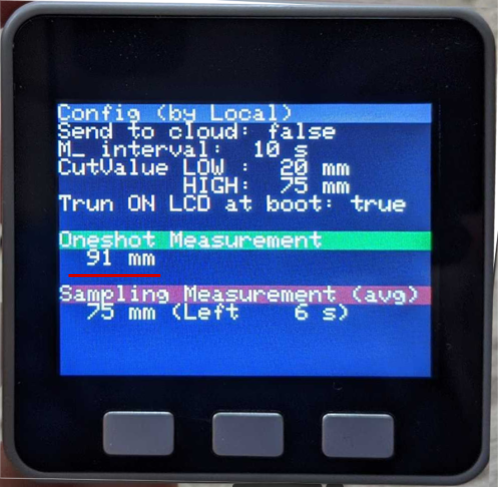 Config (by Local)
Send to cloud: false
M_ interval: 10 s
CutValue LOW : 20 mm
HIGH: 75 mm
Trun ON LCD at boot: true
Oneshot Measurement
91 mm
Sampling Measurement (avg)
75 mm (Left 6 s)